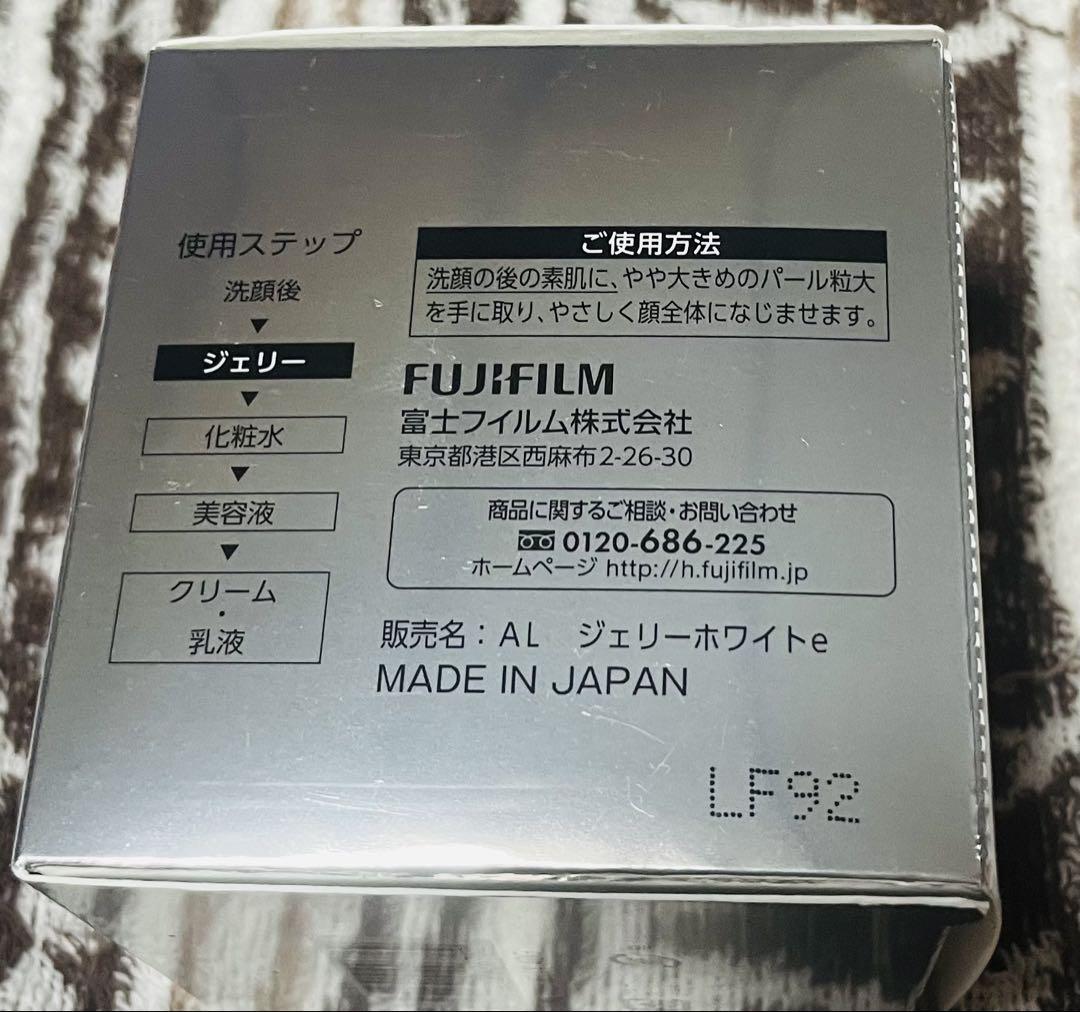 使用ステップ
洗顔後
▼
ジェリー
▼
化粧水
▼
美容液
▼
クリーム
・
乳液
ご使用方法
洗顔の後の素肌に、やや大きめのパール粒大
を手に取り、やさしく顔全体になじませます。
FUJIFILM
富士フイルム株式会社
東京都港区西麻布2-26-30
商品に関するご相談・お問い合わせ
0120-686-225
ホームページ http://h.fujifilm.jp
販売名：AL ジェリーホワイトe
MADE IN JAPAN
LF92